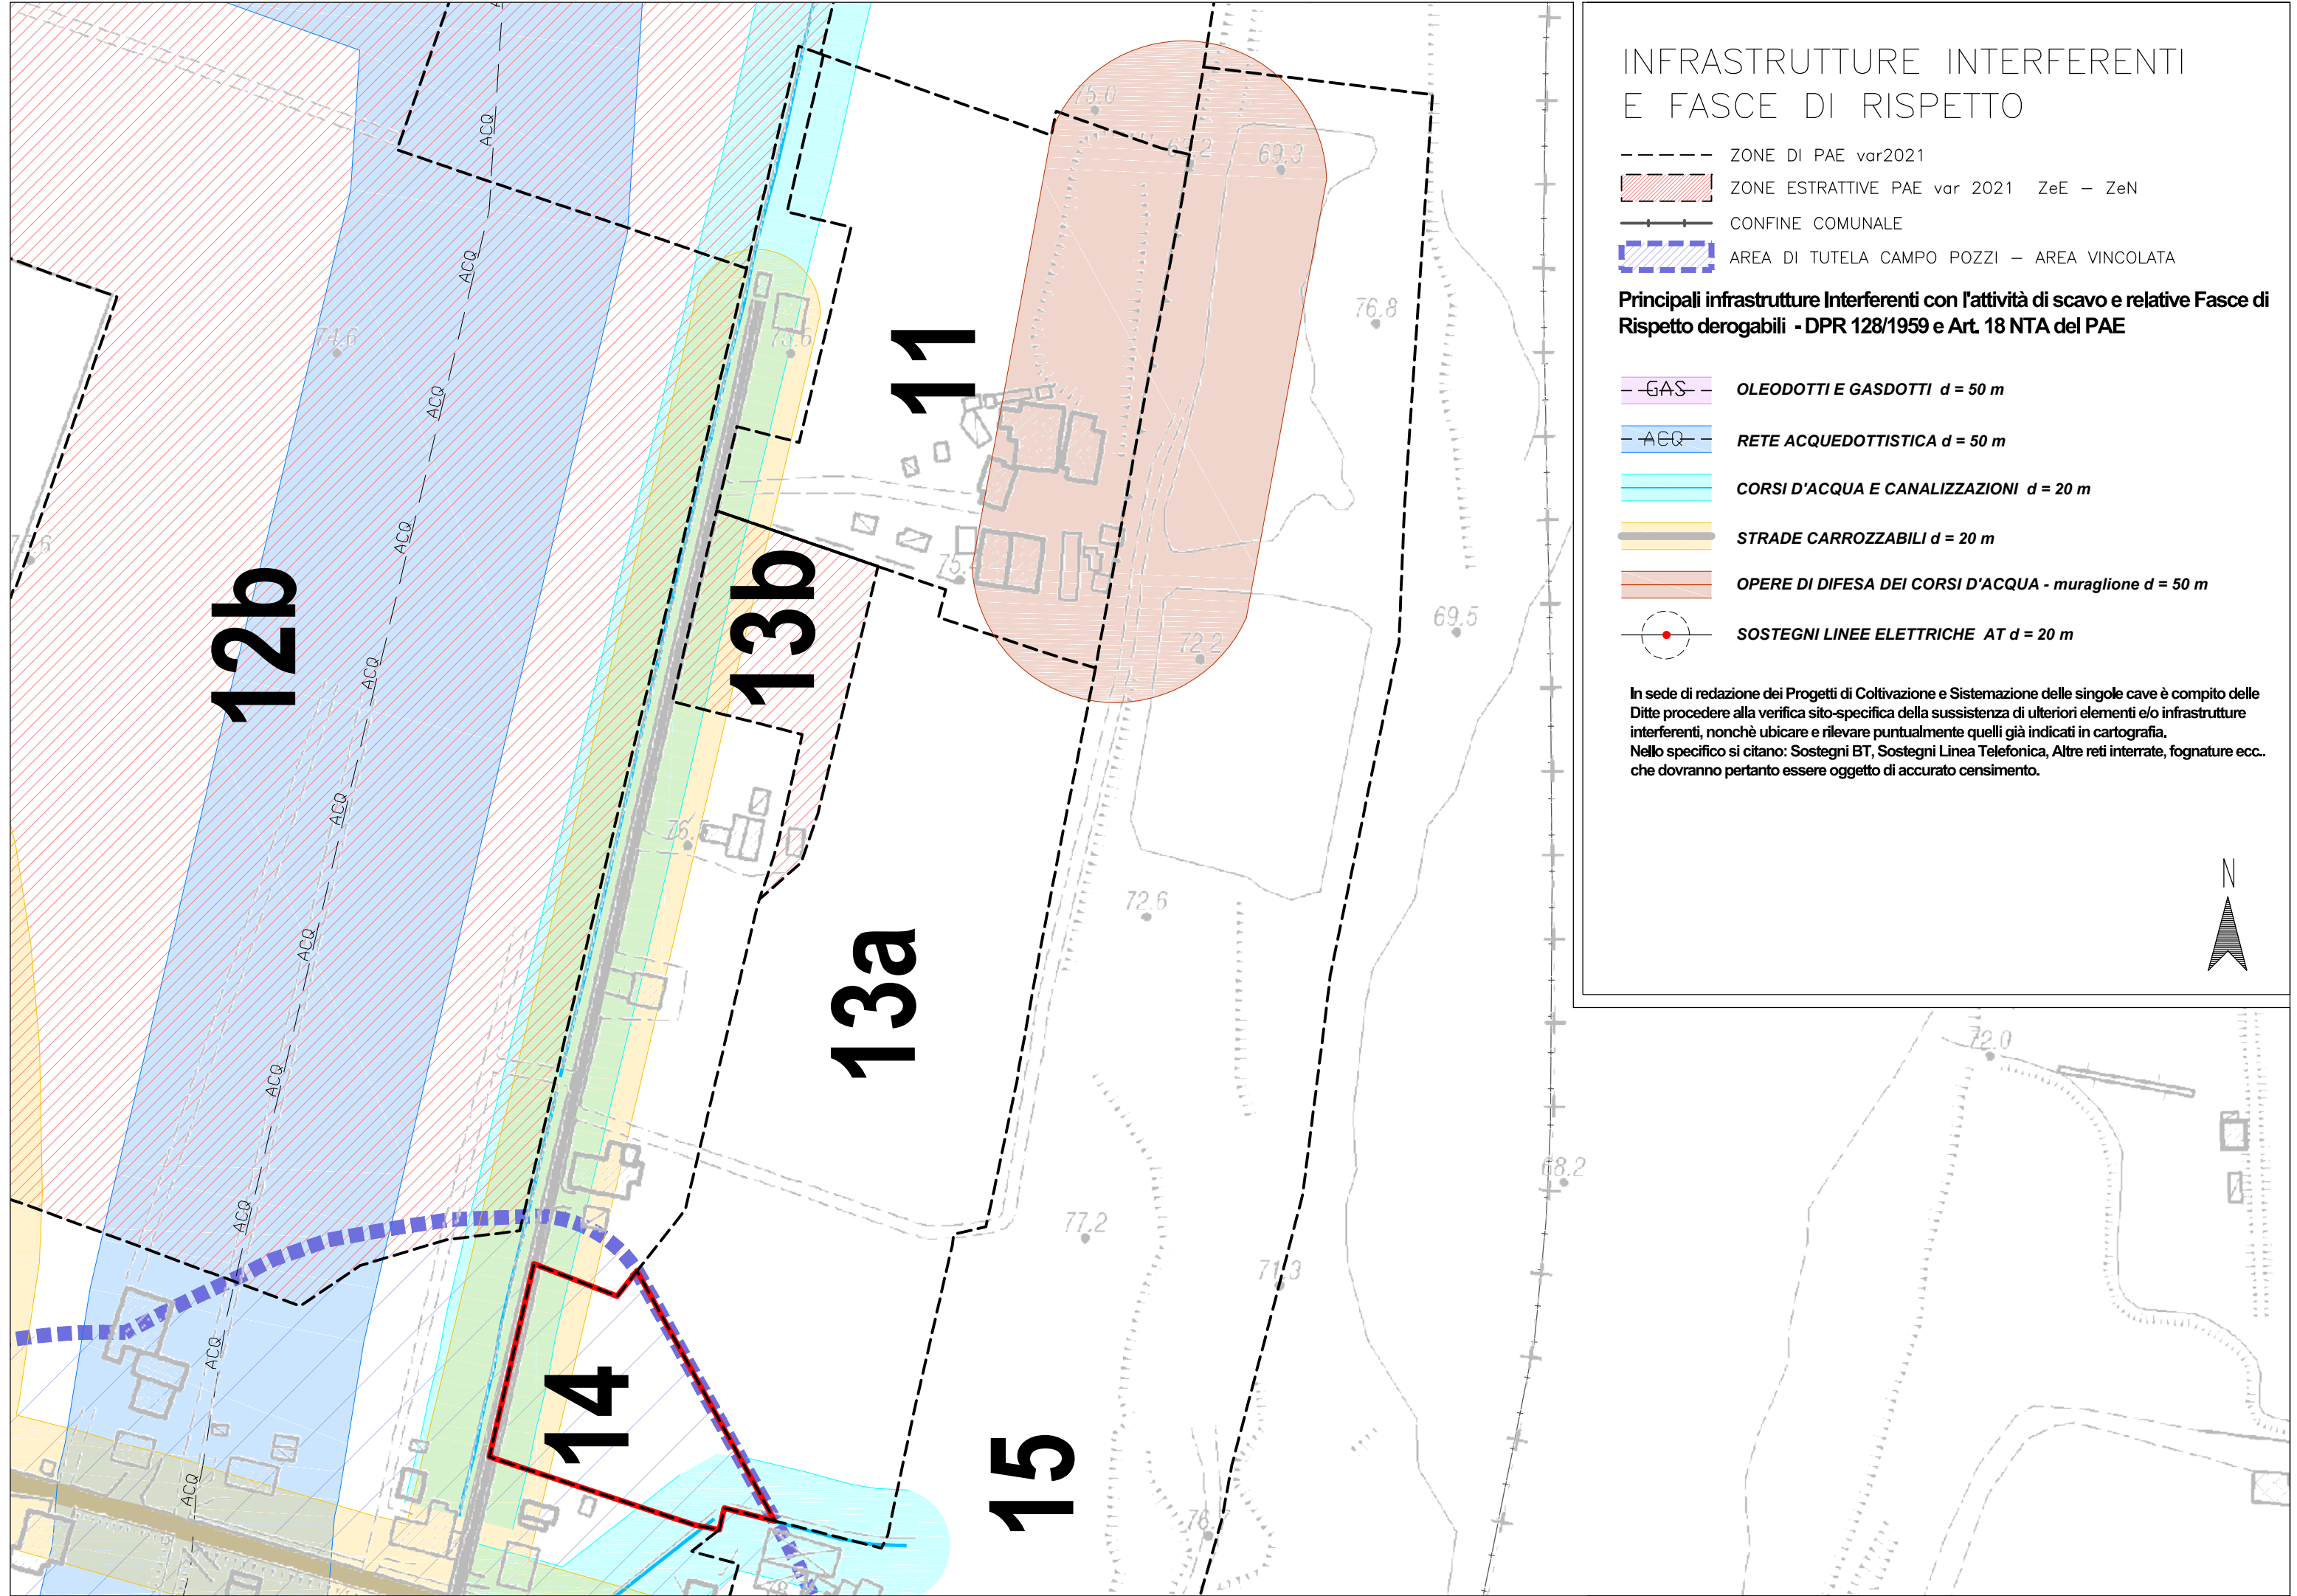 INFRASTRUTTURE INTERFERENTI
E FASCE DI RISPETTO
ZONE DI PAE var2021
ZONE ESTRATTIVE PAE var 2021 ZeE – ZeN
CONFINE COMUNALE
AREA DI TUTELA CAMPO POZZI – AREA VINCOLATA
Principali infrastrutture Interferenti con l'attività di scavo e relative Fasce di
Rispetto derogabili - DPR 128/1959 e Art. 18 NTA del PAE
GAS OLEODOTTI E GASDOTTI d = 50 m
ACQ RETE ACQUEDOTTISTICA d = 50 m
CORSI D'ACQUA E CANALIZZAZIONI d = 20 m
STRADE CARROZZABILI d = 20 m
OPERE DI DIFESA DEI CORSI D'ACQUA - muraglione d = 50 m
SOSTEGNI LINEE ELETTRICHE AT d = 20 m
In sede di redazione dei Progetti di Coltivazione e Sistemazione delle singole cave è compito delle
Ditte procedere alla verifica sito-specifica della sussistenza di ulteriori elementi e/o infrastrutture
interferenti, nonchè ubicare e rilevare puntualmente quelli già indicati in cartografia.
Nello specifico si citano: Sostegni BT, Sostegni Linea Telefonica, Altre reti interrate, fognature ecc..
che dovranno pertanto essere oggetto di accurato censimento.
N
75.0
69.3
76.8
74.6
11
12b
13b
69.5
72.2
72.6
13a
72.0
68.2
77.2
71.3
14
15
ACQ
ACQ
ACQ
ACQ
ACQ
ACQ
ACQ
ACQ
ACQ
ACQ
ACQ
ACQ